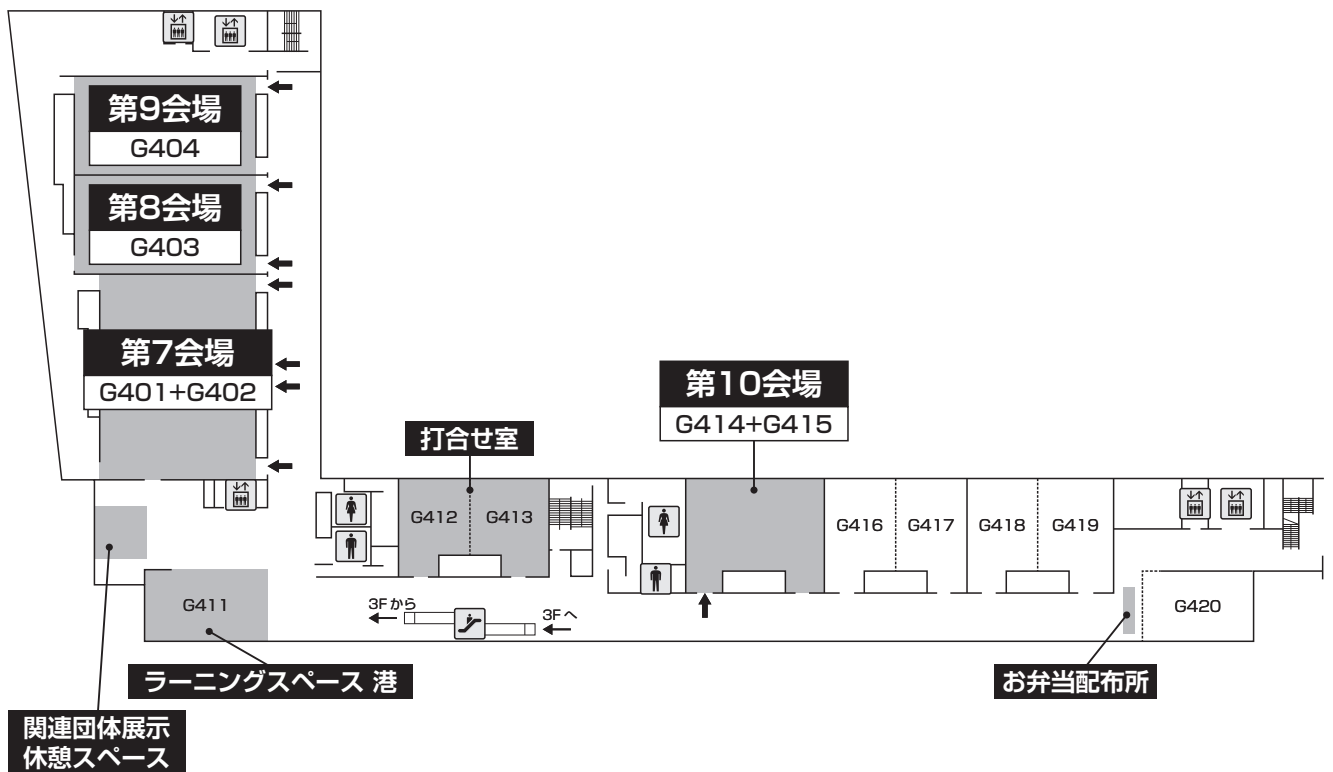 第9会場
G404
第8会場
G403
第7会場
G401+G402
第10会場
G414+G415
打合せ室
G412
G413
G416
G417
G418
G419
G411
3Fから
3Fへ
G420
ラーニングスペース 港
お弁当配布所
関連団体展示
休憩スペース